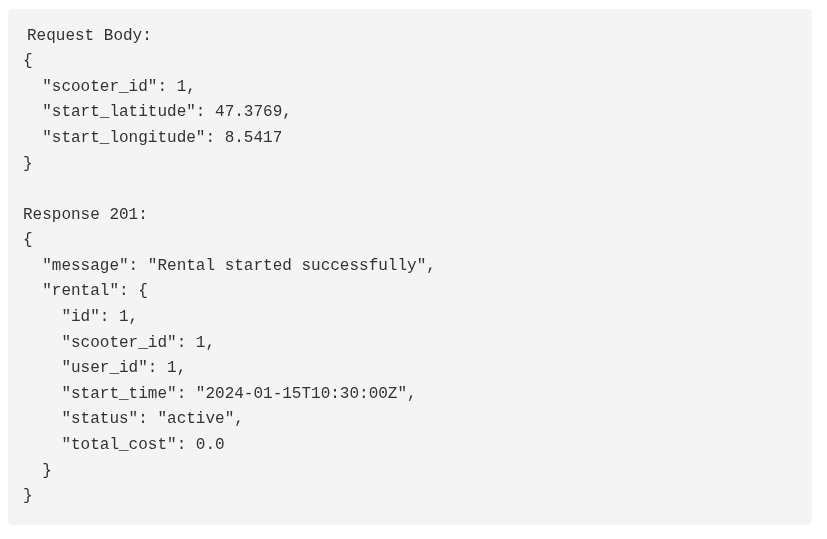 Request Body:
{
  "scooter_id": 1,
  "start_latitude": 47.3769,
  "start_longitude": 8.5417
}

Response 201:
{
  "message": "Rental started successfully",
  "rental": {
    "id": 1,
    "scooter_id": 1,
    "user_id": 1,
    "start_time": "2024-01-15T10:30:00Z",
    "status": "active",
    "total_cost": 0.0
  }
}